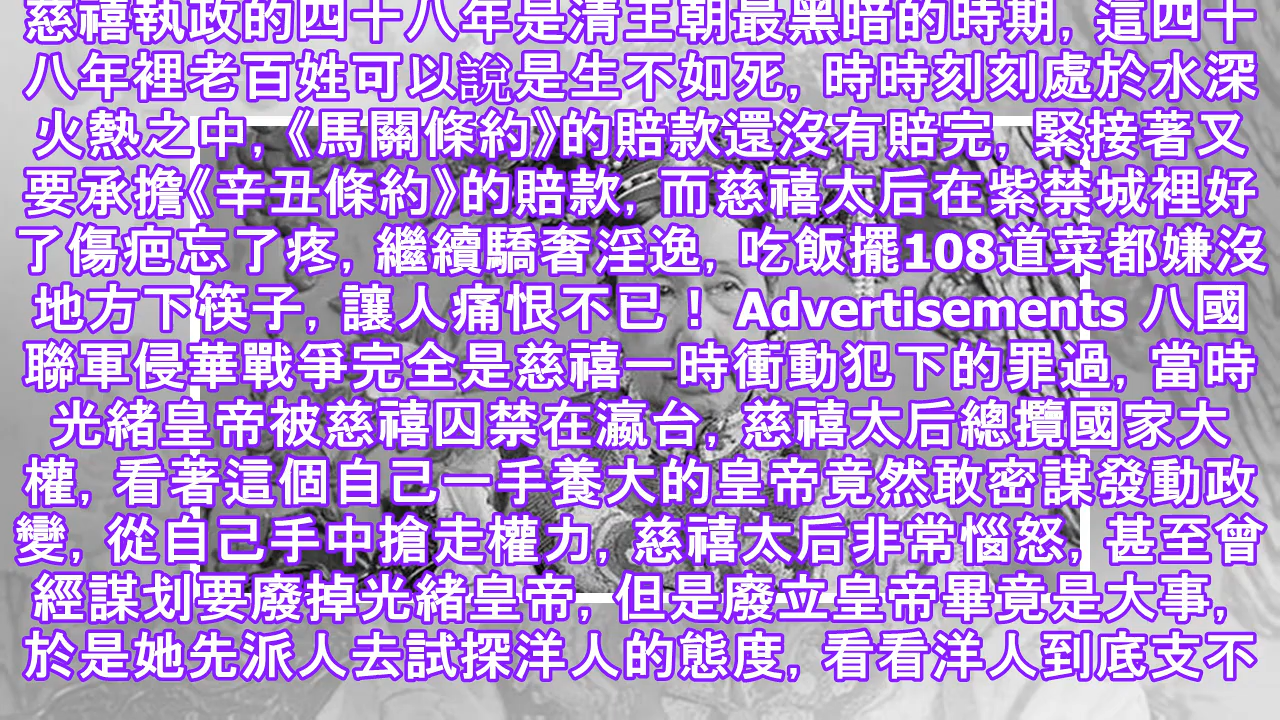 慈禧執政的四十八年是清王朝最黑暗的時期, 這四十
八年裡老百姓可以說是生不如死, 時時刻刻處於水深
火熱之中, 《馬關條約》的賠款還沒有賠完, 緊接著又
要承擔《辛丑條約》的賠款, 而慈禧太后在紫禁城裡好
了傷疤忘了疼, 繼續驕奢淫逸, 吃飯擺108道菜都嫌沒
地方下筷子, 讓人痛恨不已！ Advertisements 八國
聯軍侵華戰爭完全是慈禧一時衝動犯下的罪過, 當時
光緒皇帝被慈禧囚禁在瀛台, 慈禧太后總攬國家大
權, 看著這個自己一手養大的皇帝竟然敢密謀發動政
變, 從自己手中搶走權力, 慈禧太后非常惱怒, 甚至曾
經謀划要廢掉光緒皇帝, 但是廢立皇帝畢竟是大事,
於是她先派人去試探洋人的態度, 看看洋人到底支不